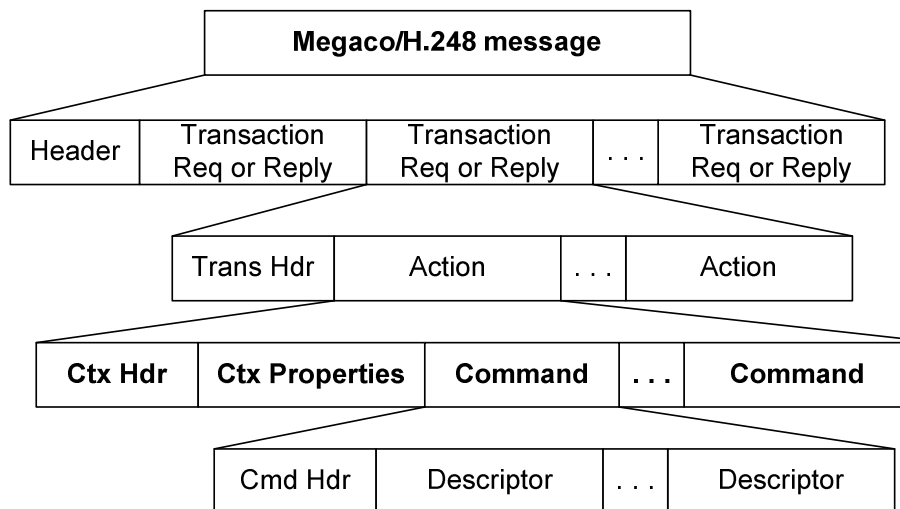 Megaco/H.248 message
Header
Transaction
Req or Reply
Transaction
Req or Reply
. . .
Transaction
Req or Reply
Trans Hdr
Action
. . .
Action
Ctx Hdr
Ctx Properties
Command
. . .
Command
Cmd Hdr
Descriptor
. . .
Descriptor